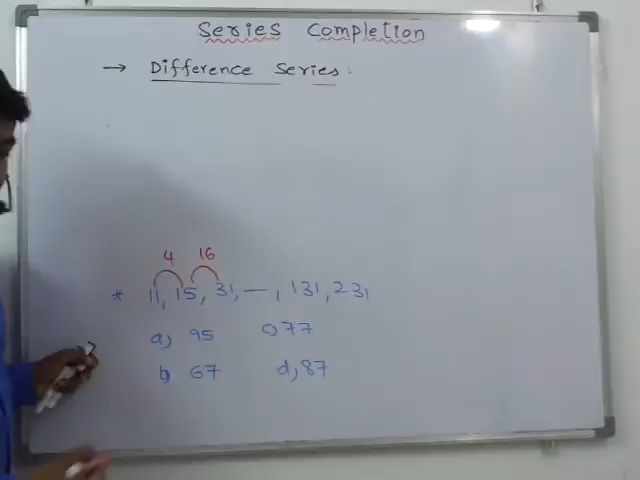 Series Completion
→ Difference Series:
4 16
* 11, 15, 31, —, 131, 231
a) 95 c) 77
b) 67 d) 87